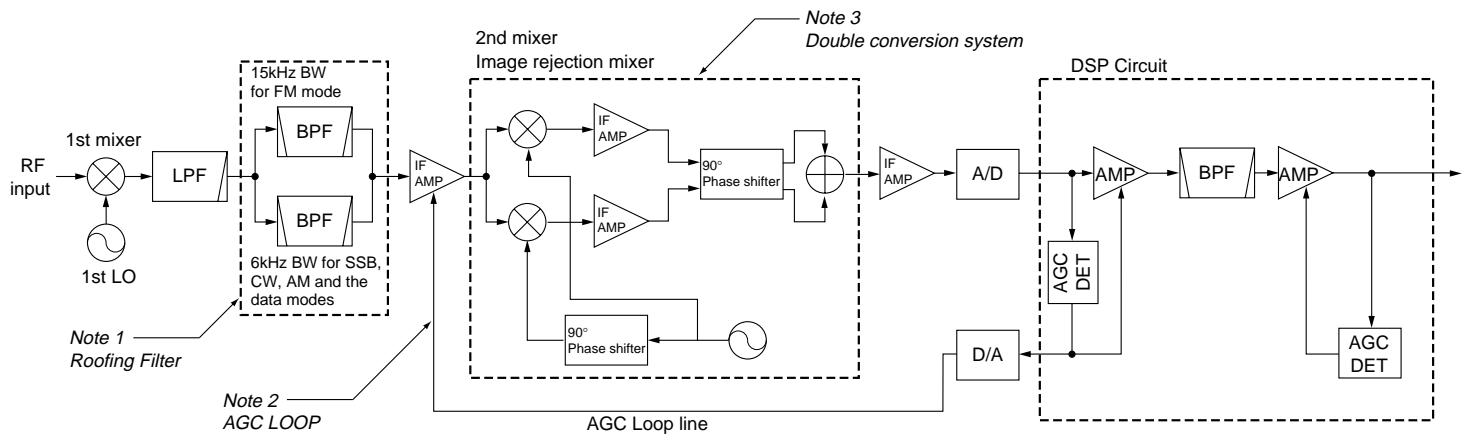 Note 3
Double conversion system
2nd mixer
Image rejection mixer
DSP Circuit
15kHz BW
for FM mode
BPF
1st mixer
RF
input
LPF
BPF
1st LO
6kHz BW for SSB,
CW, AM and the
data modes
Note 1
Roofing Filter
IF
AMP
IF
AMP
IF
AMP
90°
Phase shifter
90°
Phase shifter
IF
AMP
A/D
AMP
BPF
AMP
AGC
DET
D/A
AGC
DET
Note 2
AGC LOOP
AGC Loop line